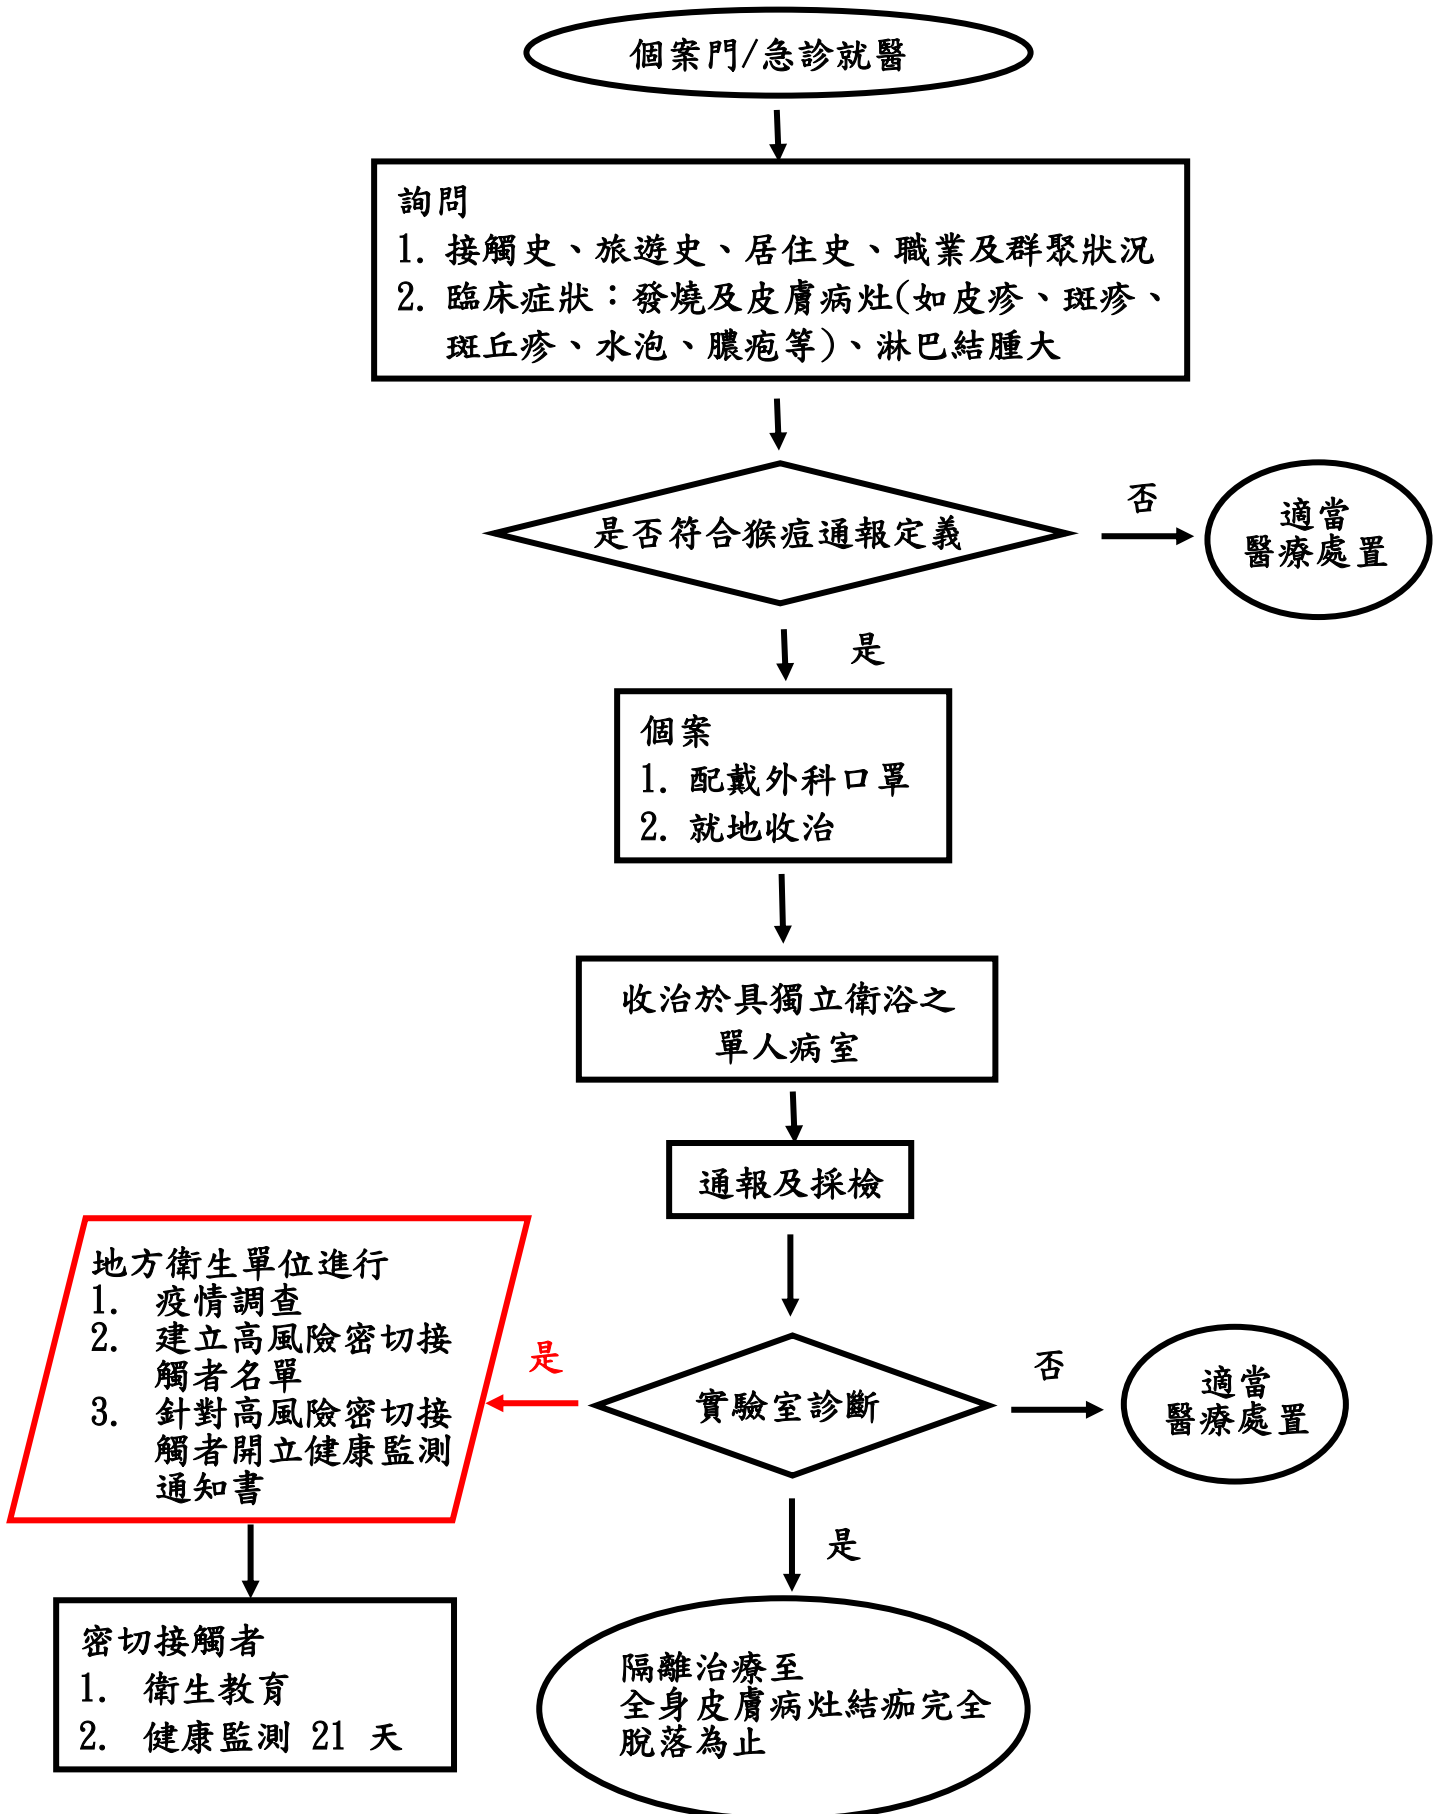 個案門/急診就醫
詢問
1. 接觸史、旅遊史、居住史、職業及群聚狀況
2. 臨床症狀：發燒及皮膚病灶(如皮疹、斑疹、
斑丘疹、水泡、膿疱等)、淋巴結腫大
是否符合猴痘通報定義
否
適當
醫療處置
是
個案
1. 配戴外科口罩
2. 就地收治
收治於具獨立衛浴之
單人病室
通報及採檢
地方衛生單位進行
1. 疫情調查
2. 建立高風險密切接
觸者名單
3. 針對高風險密切接
觸者開立健康監測
通知書
是
實驗室診斷
否
適當
醫療處置
是
密切接觸者
1. 衛生教育
2. 健康監測 21 天
隔離治療至
全身皮膚病灶結痂完全
脫落為止